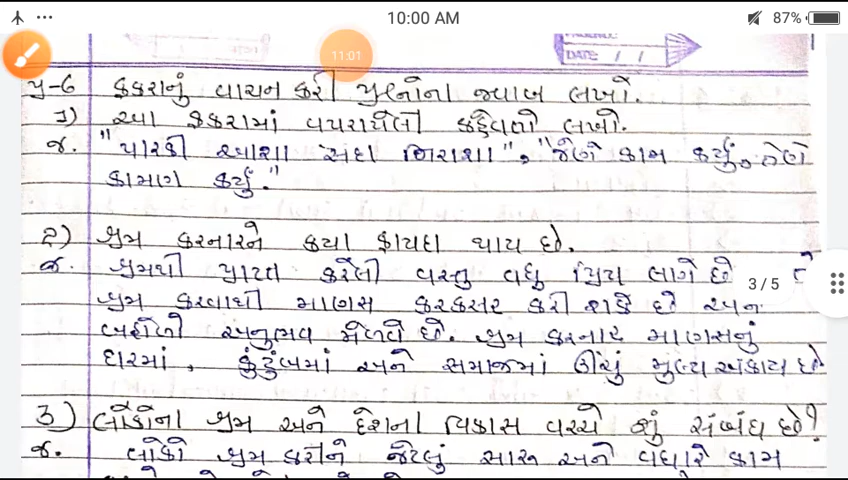 10:00 AM
87%
11:01
DATE / /
પ્ર-6 ફકરાનું વાચન કરી પ્રશ્નોના જવાબ લખો.
1) આ ફકરામાં વપરાયેલી કહેવતો લખો.
જ. "પારકી આશા સદા નિરાશા", "જેણે કામ કર્યું, તેણે
કામણ કર્યું."
2) શ્રમ કરનારને કયા ફાયદા થાય છે.
જ. શ્રમથી પ્રાપ્ત કરેલી વસ્તુ વધુ પ્રિય લાગે છે
3 / 5
શ્રમ કરવાથી માણસ કરકસર કરી શકે છે અને
બહોળો અનુભવ મેળવે છે. શ્રમ કરનાર માણસનું
ઘરમાં, કુટુંબમાં અને સમાજમાં ઊંચું મુલ્ય અંકાય છે
3) લોકોના શ્રમ અને દેશના વિકાસ વચ્ચે શું સંબંધ છે?
જ. લોકો શ્રમ કરીને જેટલું સારુ અને વધારે કામ